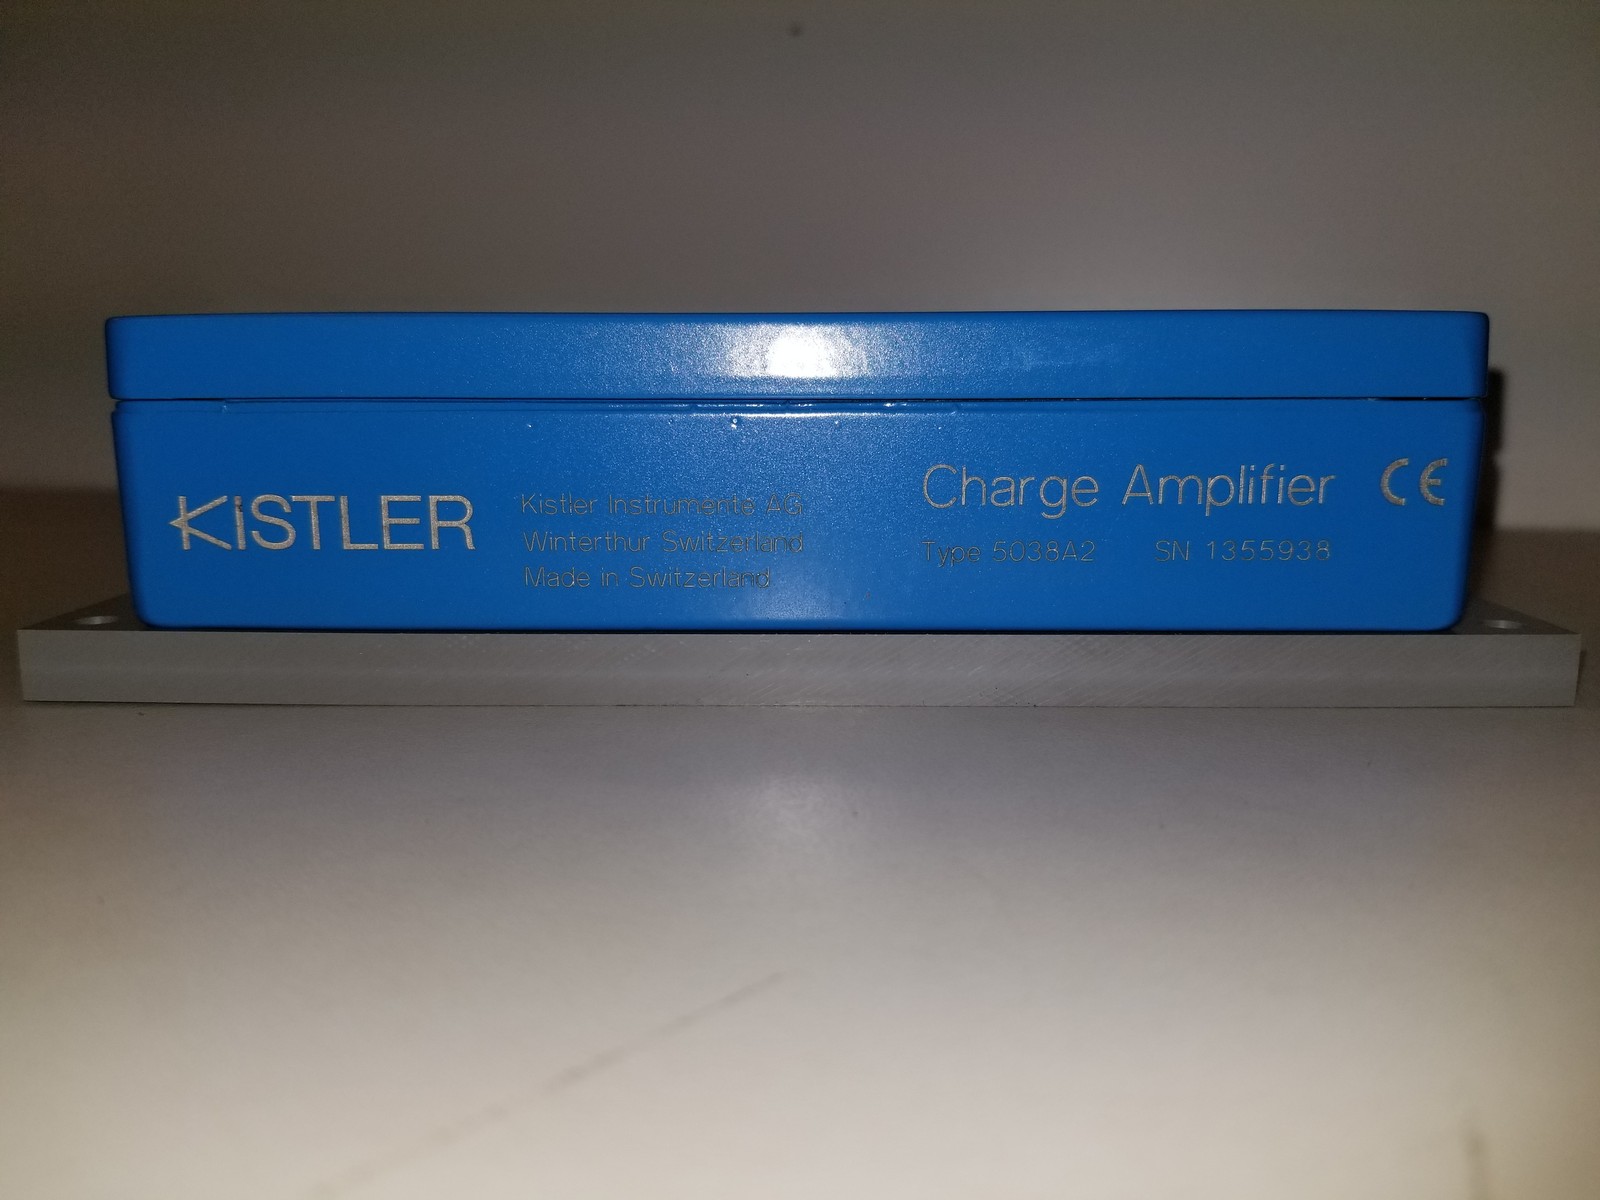 KiSTLER
Kistler Instrumente AG
Winterthur Switzerland
Made in Switzerland
Charge Amplifier CE
Type 5038A2 SN 1355938